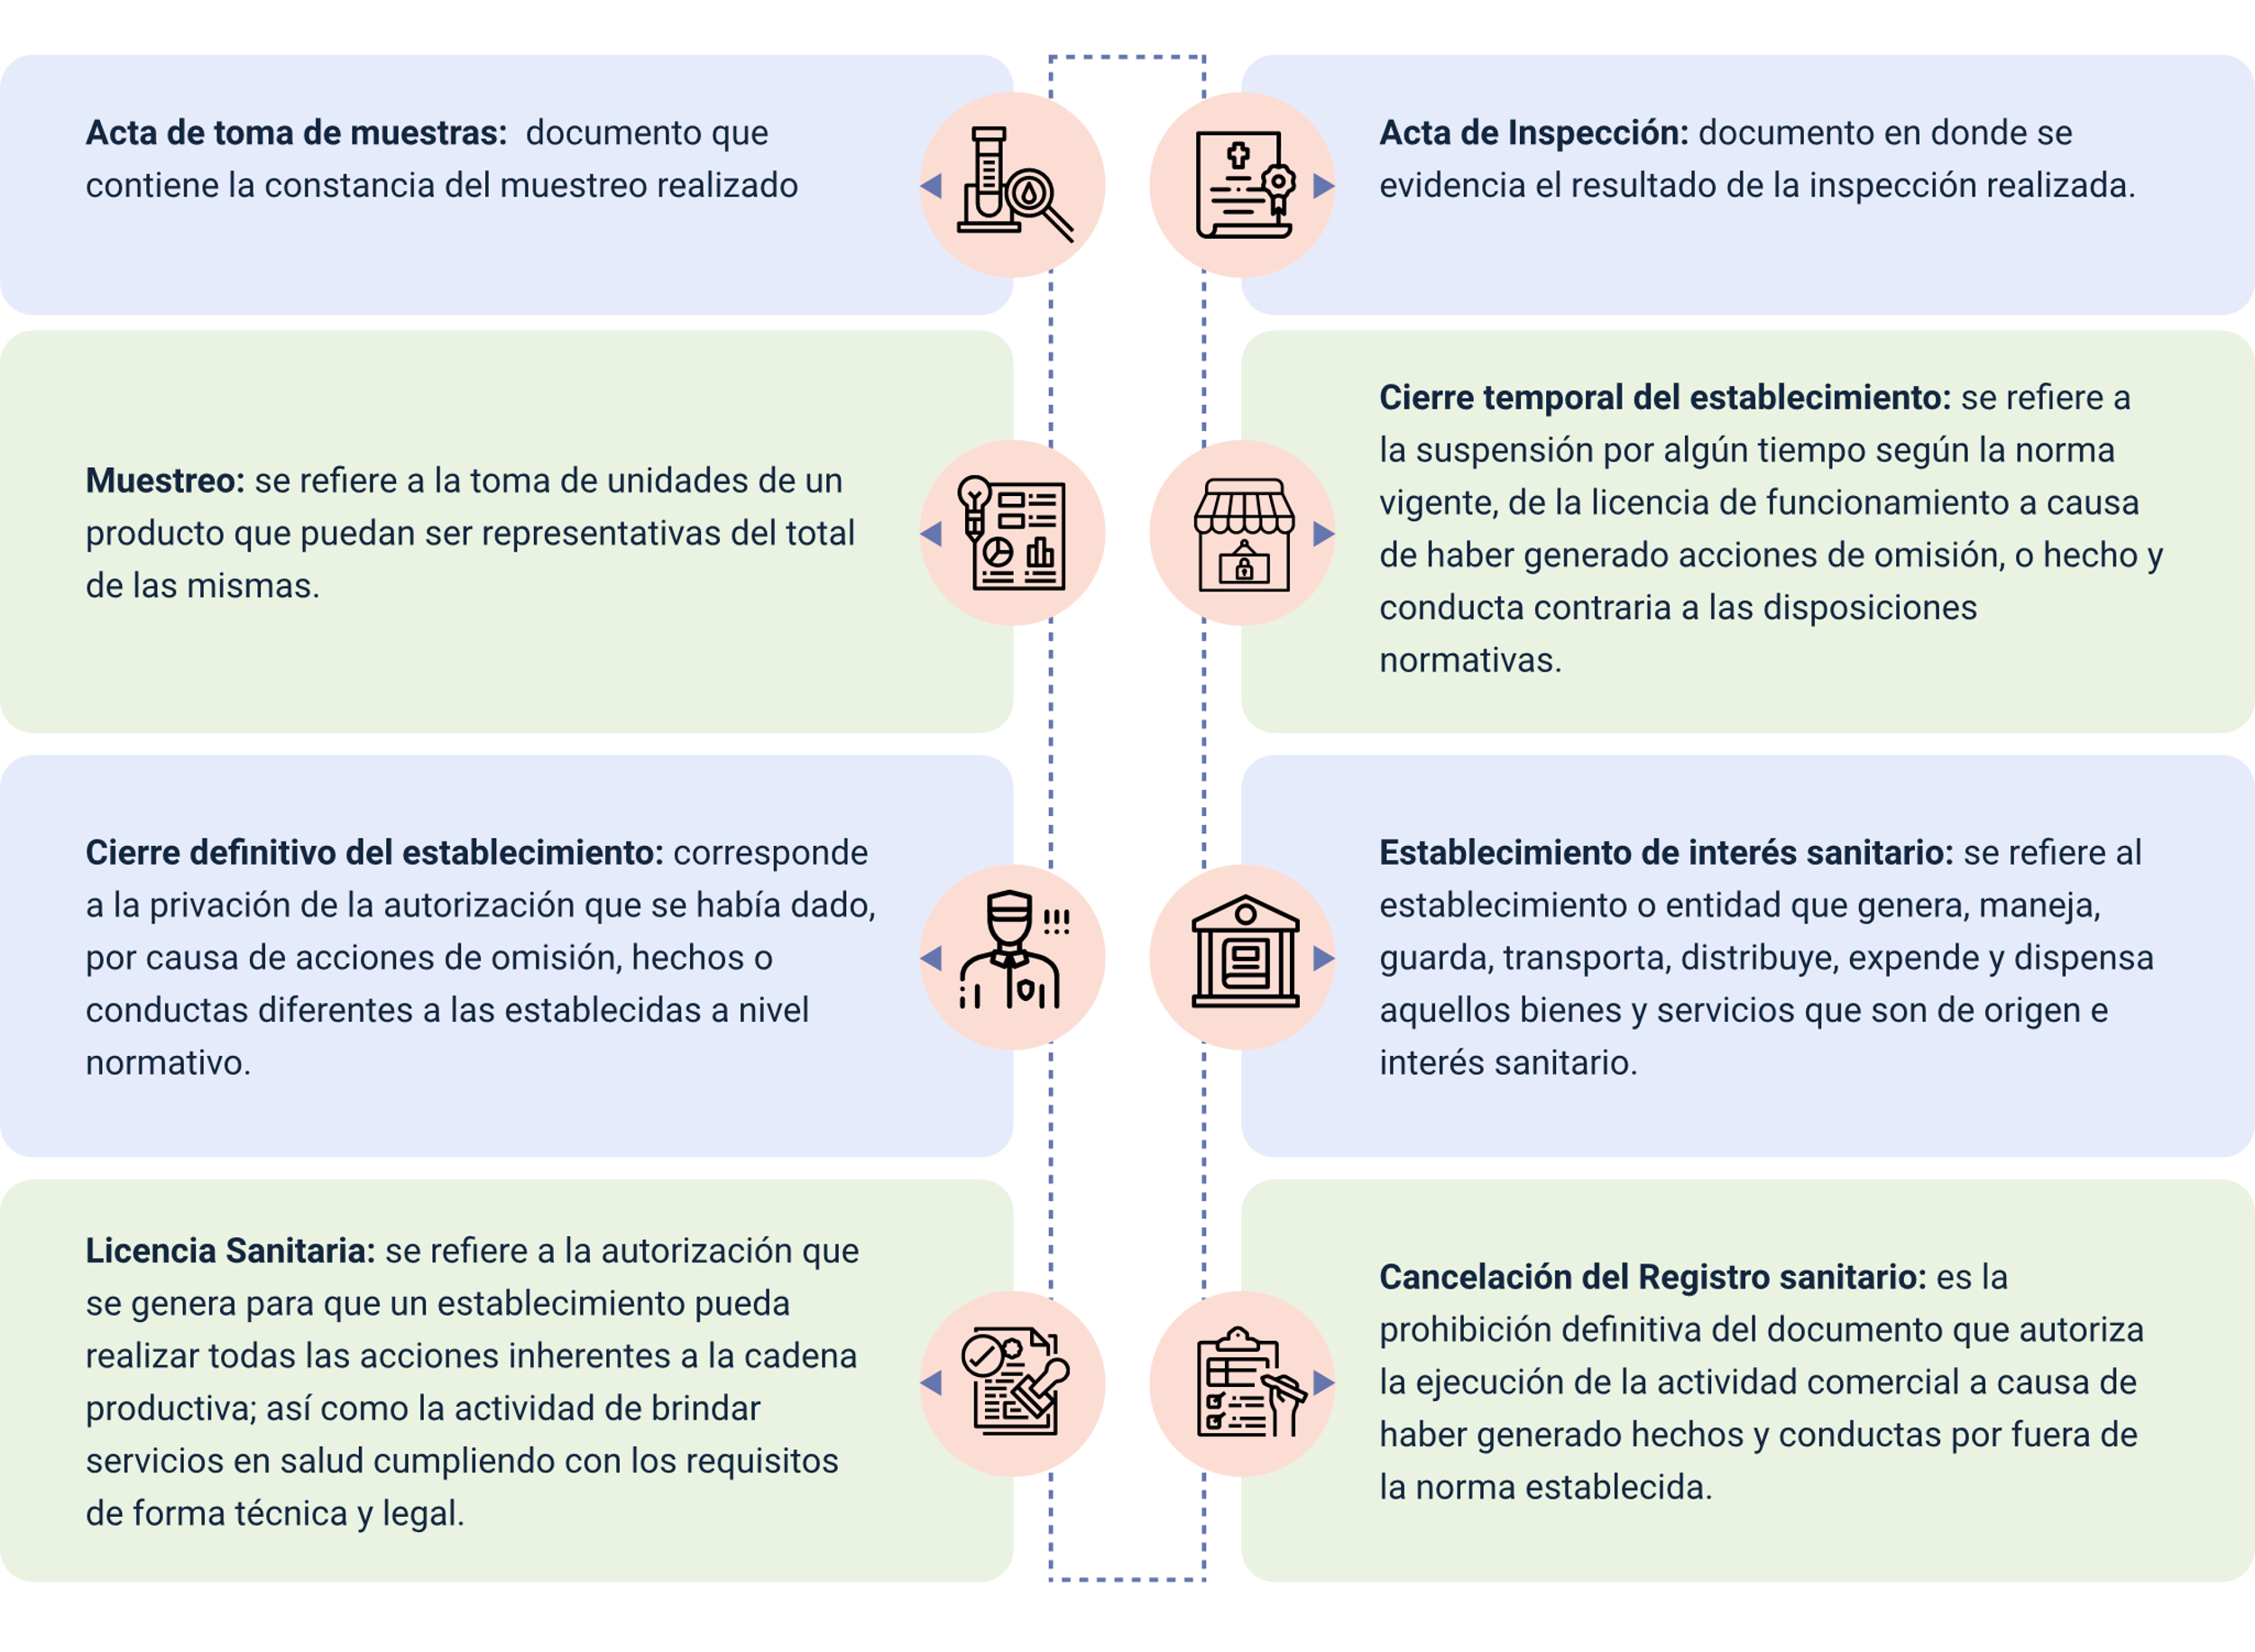 Acta de toma de muestras:  documento que
contiene la constancia del muestreo realizado
Acta de Inspección: documento en donde se
evidencia el resultado de la inspección realizada.
Muestreo: se refiere a la toma de unidades de un
producto que puedan ser representativas del total
de las mismas.
Cierre temporal del establecimiento: se refiere a
la suspensión por algún tiempo según la norma
vigente, de la licencia de funcionamiento a causa
de haber generado acciones de omisión, o hecho y
conducta contraria a las disposiciones
normativas.
Cierre definitivo del establecimiento: corresponde
a la privación de la autorización que se había dado,
por causa de acciones de omisión, hechos o
conductas diferentes a las establecidas a nivel
normativo.
Establecimiento de interés sanitario: se refiere al
establecimiento o entidad que genera, maneja,
guarda, transporta, distribuye, expende y dispensa
aquellos bienes y servicios que son de origen e
interés sanitario.
Licencia Sanitaria: se refiere a la autorización que
se genera para que un establecimiento pueda
realizar todas las acciones inherentes a la cadena
productiva; así como la actividad de brindar
servicios en salud cumpliendo con los requisitos
de forma técnica y legal.
Cancelación del Registro sanitario: es la
prohibición definitiva del documento que autoriza
la ejecución de la actividad comercial a causa de
haber generado hechos y conductas por fuera de
la norma establecida.